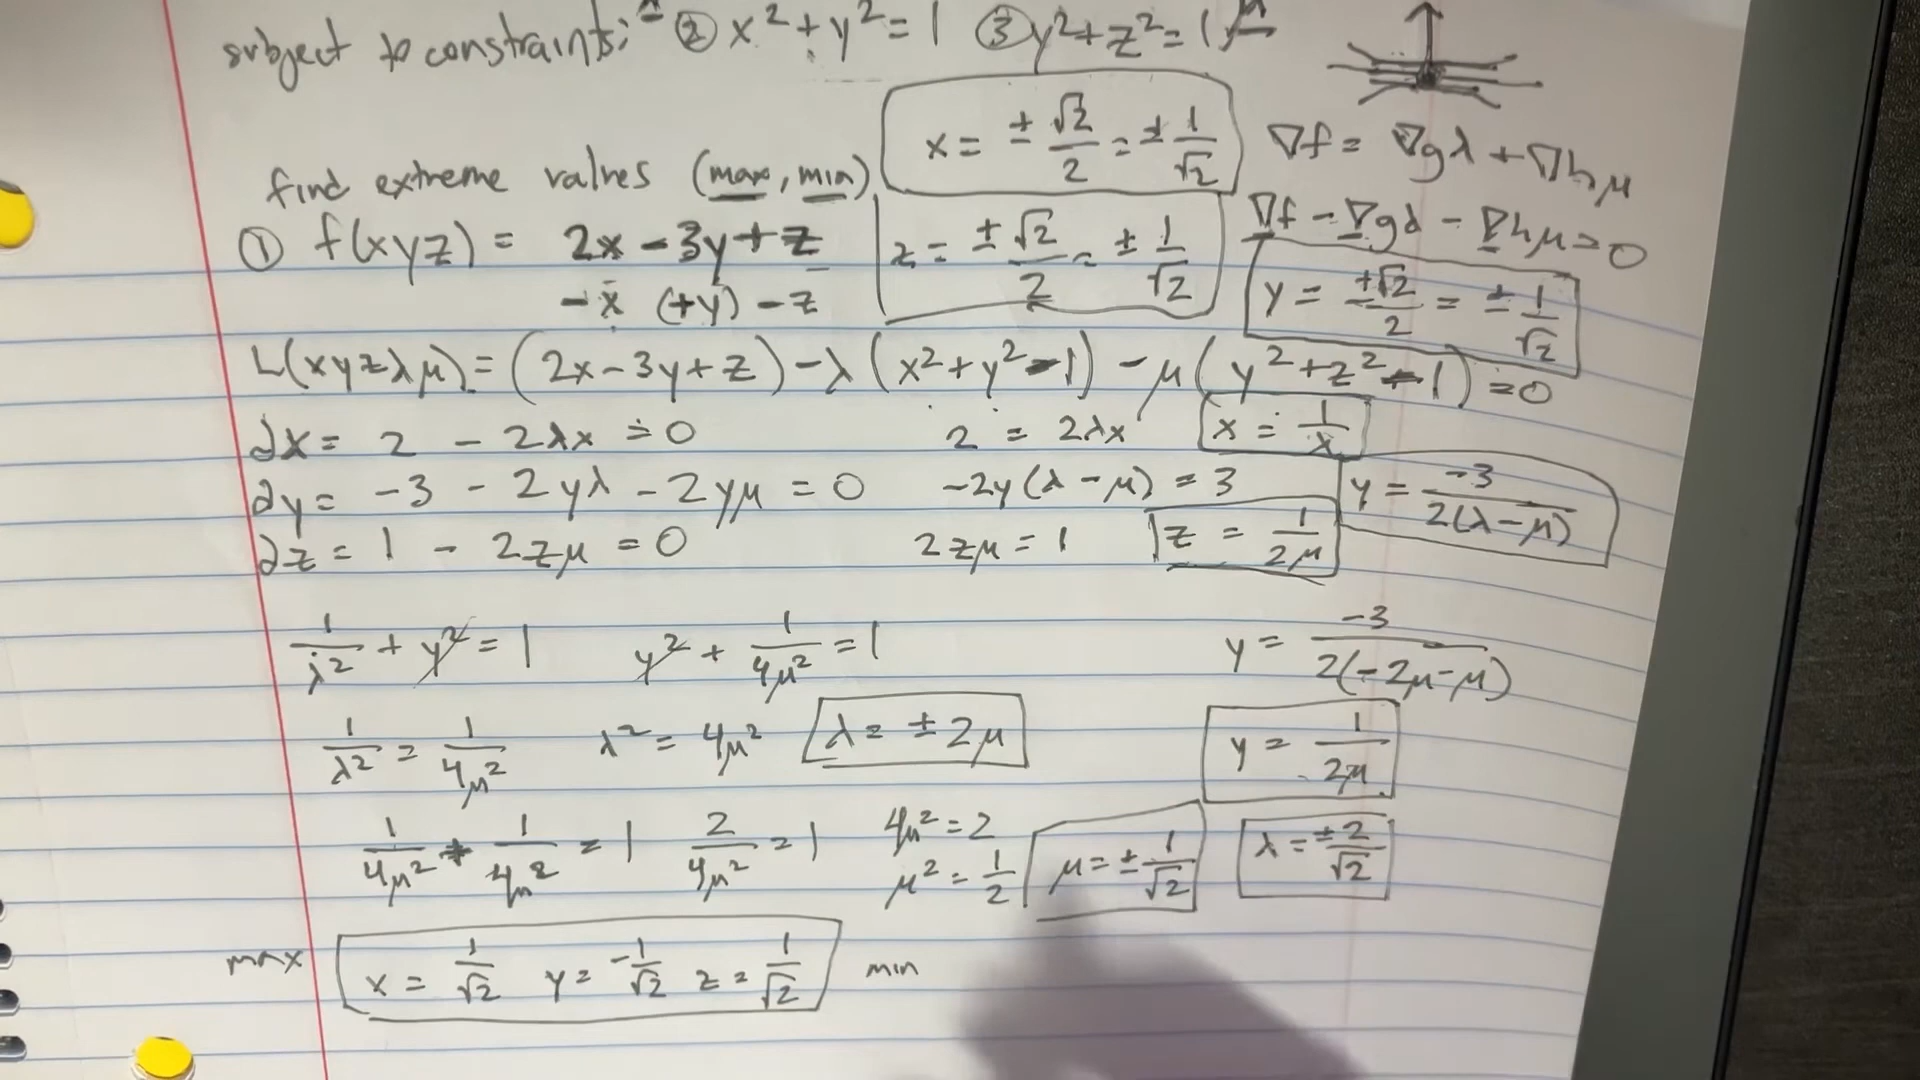 subject to constraints: ② x² + y² = 1 ③ y² + z² = 1
x = ± √2/2 = ± 1/√2
∇f = ∇gλ + ∇hμ
find extreme values (max, min)
∇f - ∇gλ - ∇hμ = 0
① f(xyz) = 2x - 3y + z
z = ± √2/2 = ± 1/√2
y = ±√2/2 = ± 1/√2
-x (+y) - z
L(xyzλμ) = (2x - 3y + z) - λ(x² + y² - 1) - μ(y² + z² - 1) = 0
∂x = 2 - 2λx = 0 2 = 2λx x = 1/λ
∂y = -3 - 2yλ - 2yμ = 0 -2y(λ - μ) = 3 y = -3/2(λ - μ)
∂z = 1 - 2zμ = 0 2zμ = 1 z = 1/2μ
1/λ² + y² = 1 y² + 1/4μ² = 1 y = -3/2(-2μ - μ)
1/λ² = 1/4μ² λ² = 4μ² λ = ± 2μ y = 1/2μ
1/4μ² + 1/4μ² = 1 2/4μ² = 1 4μ² = 2
μ² = 1/2 μ = ± 1/√2 λ = ±2/√2
max x = 1/√2 y = -1/√2 z = 1/√2 min